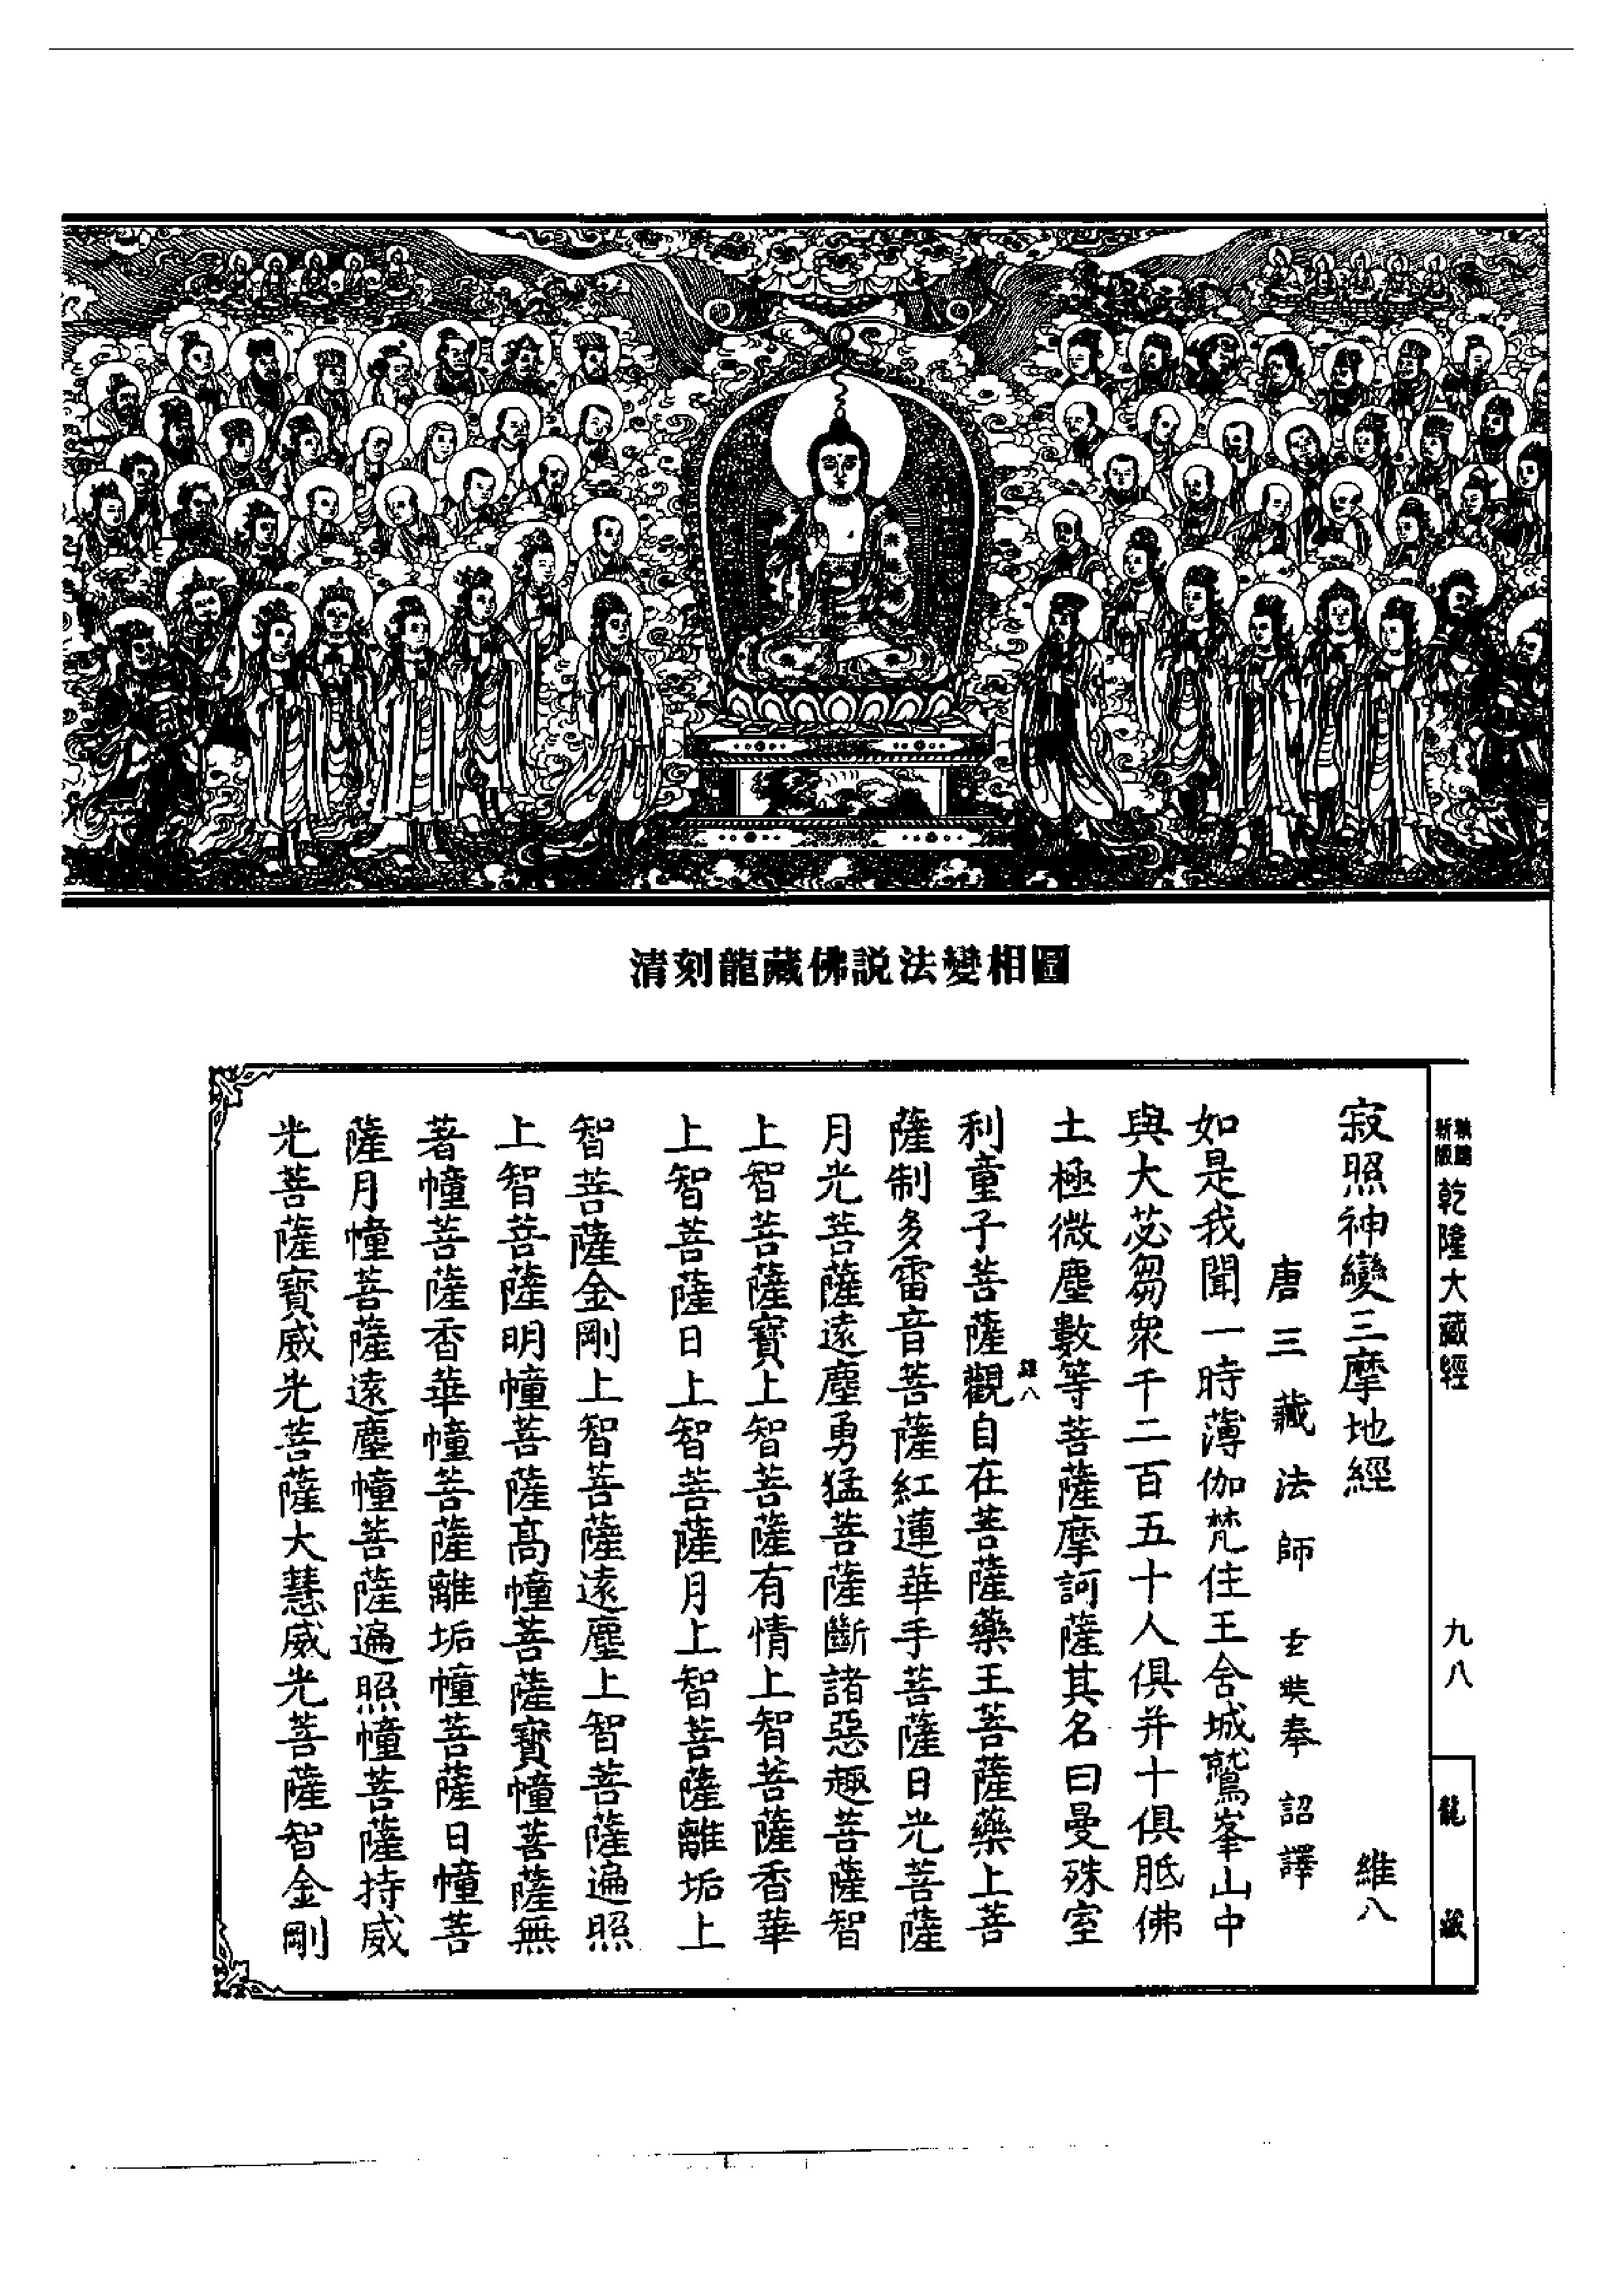 清刻龍藏佛説法變相圖
乾隆大藏經
九八
龍藏
寂照神變三摩地經 維八
唐三藏法師玄奘奉 詔譯
如是我聞一時薄伽梵住王舍城鷲峯山中
與大苾芻衆千二百五十人俱并十俱胝佛
土極微塵數等菩薩摩訶薩其名曰曼殊室
利童子菩薩觀自在菩薩藥王菩薩藥上菩
薩制多雷音菩薩紅蓮華手菩薩日光菩薩
月光菩薩遠塵勇猛菩薩斷諸惡趣菩薩智
上智菩薩寶上智菩薩有情上智菩薩香華
上智菩薩日上智菩薩月上智菩薩離垢上
智菩薩金剛上智菩薩遠塵上智菩薩遍照
上智菩薩明幢菩薩高幢菩薩寶幢菩薩無
著幢菩薩香華幢菩薩離垢幢菩薩日幢菩
薩月幢菩薩遠塵幢菩薩遍照幢菩薩持威
光菩薩寶威光菩薩大慧威光菩薩智金剛